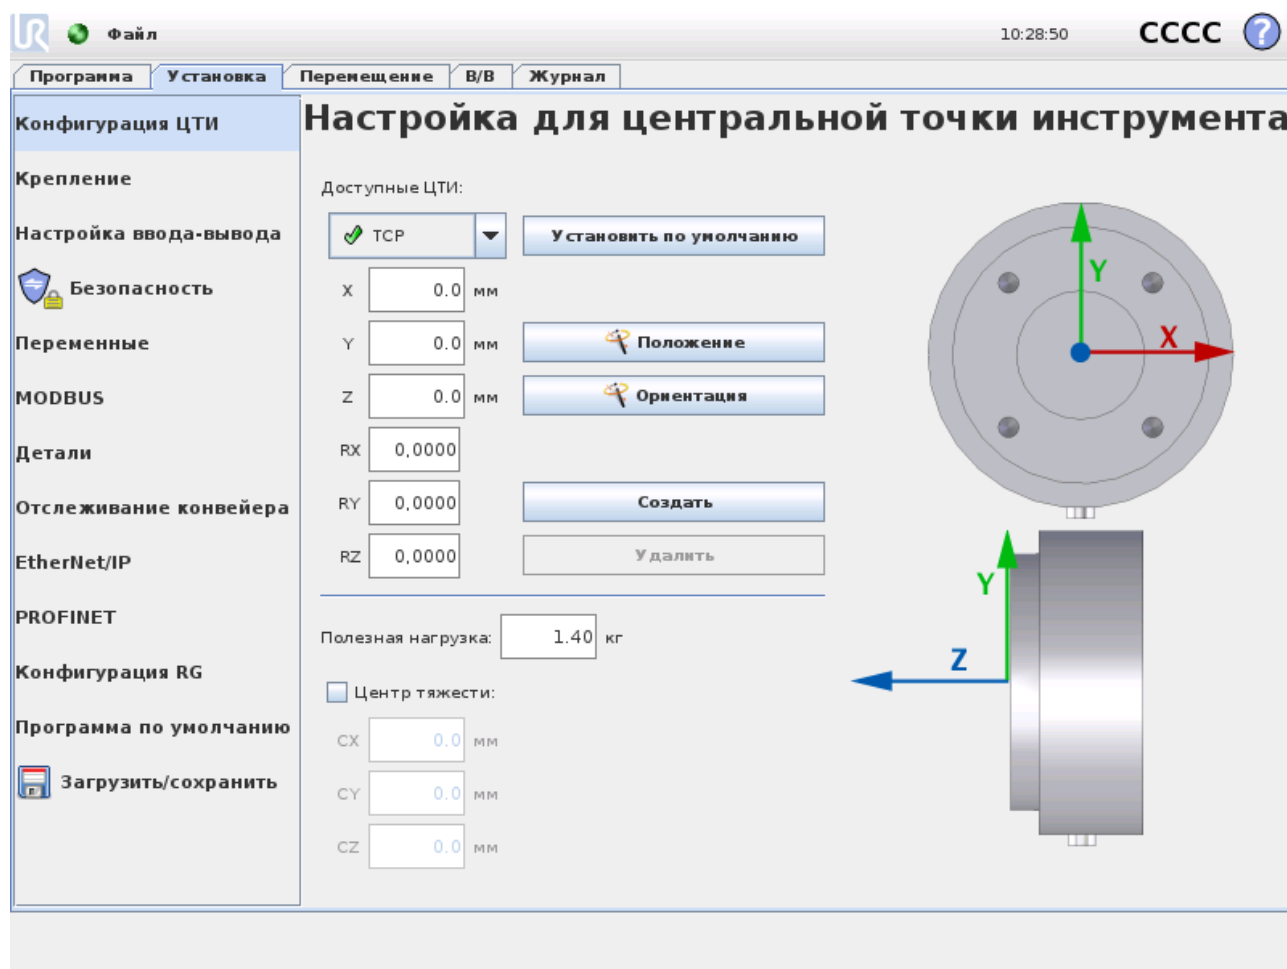 Файл
10:28:50
CCCC
?
Программа
Установка
Перемещение
В/В
Журнал
Конфигурация ЦТИ
Крепление
Настройка ввода-вывода
Безопасность
Переменные
MODBUS
Детали
Отслеживание конвейера
EtherNet/IP
PROFINET
Конфигурация RG
Программа по умолчанию
Загрузить/сохранить
Настройка для центральной точки инструмента
Доступные ЦТИ:
TCP
Установить по умолчанию
X 0.0 мм
Y 0.0 мм
Положение
Z 0.0 мм
Ориентация
RX 0,0000
RY 0,0000
Создать
RZ 0,0000
Удалить
Полезная нагрузка: 1.40 кг
Центр тяжести:
CX 0.0 мм
CY 0.0 мм
CZ 0.0 мм
Y
X
Y
Z